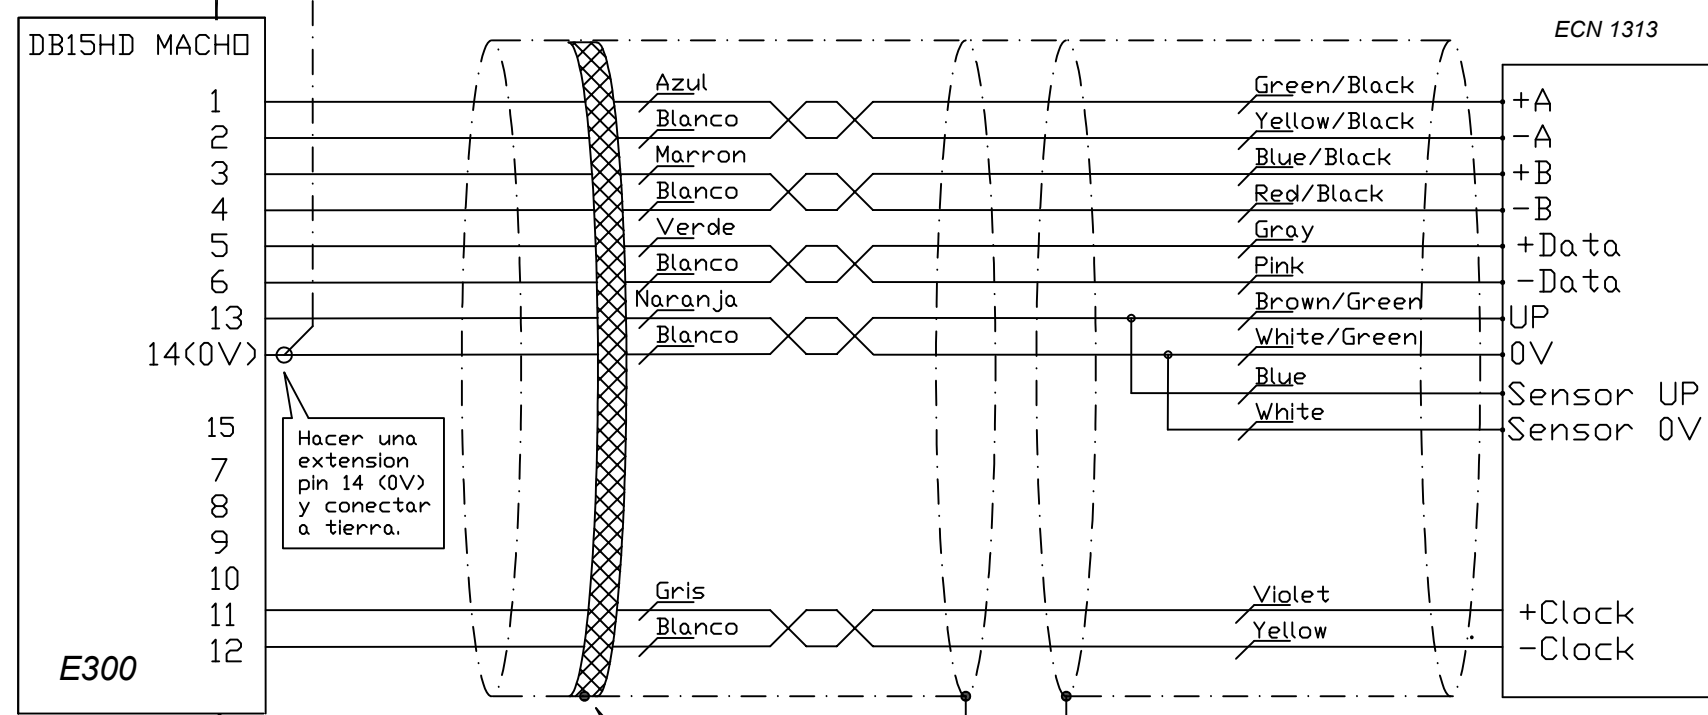 ECN 1313
DB15HD MACHO
1 Azul Green/Black +A
2 Blanco Yellow/Black -A
3 Marron Blue/Black +B
4 Blanco Red/Black -B
5 Verde Gray +Data
6 Blanco Pink -Data
13 Naranja Brown/Green UP
14(0V) Blanco White/Green 0V
Blue Sensor UP
White Sensor 0V
15
7
8
9
10
Hacer una
extension
pin 14 (0V)
y conectar
a tierra.
11 Gris Violet +Clock
12 Blanco Yellow -Clock
E300